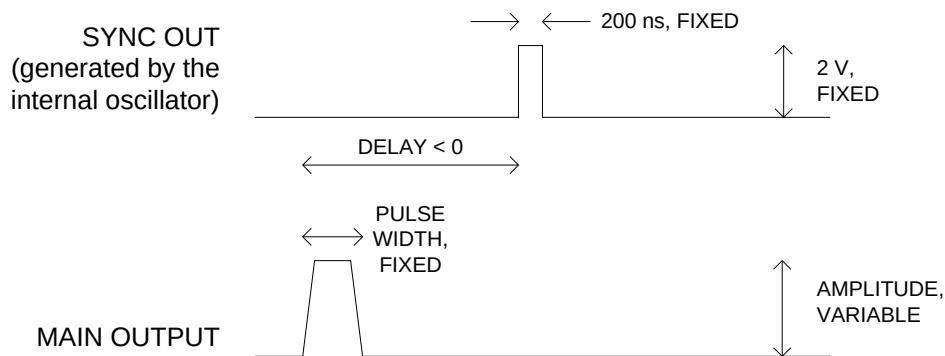 200 ns, FIXED
SYNC OUT
(generated by the
internal oscillator)
2 V,
FIXED
DELAY < 0
PULSE
WIDTH,
FIXED
AMPLITUDE,
VARIABLE
MAIN OUTPUT